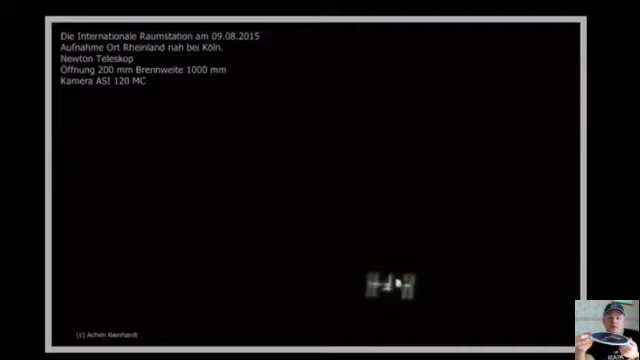 Die Internationale Raumstation am 09.08.2015
Aufnahme Ort Rheinland nah bei Köln.
Newton Teleskop
Öffnung 200 mm Brennweite 1000 mm
Kamera ASI 120 MC
(c) Achim Reinhardt